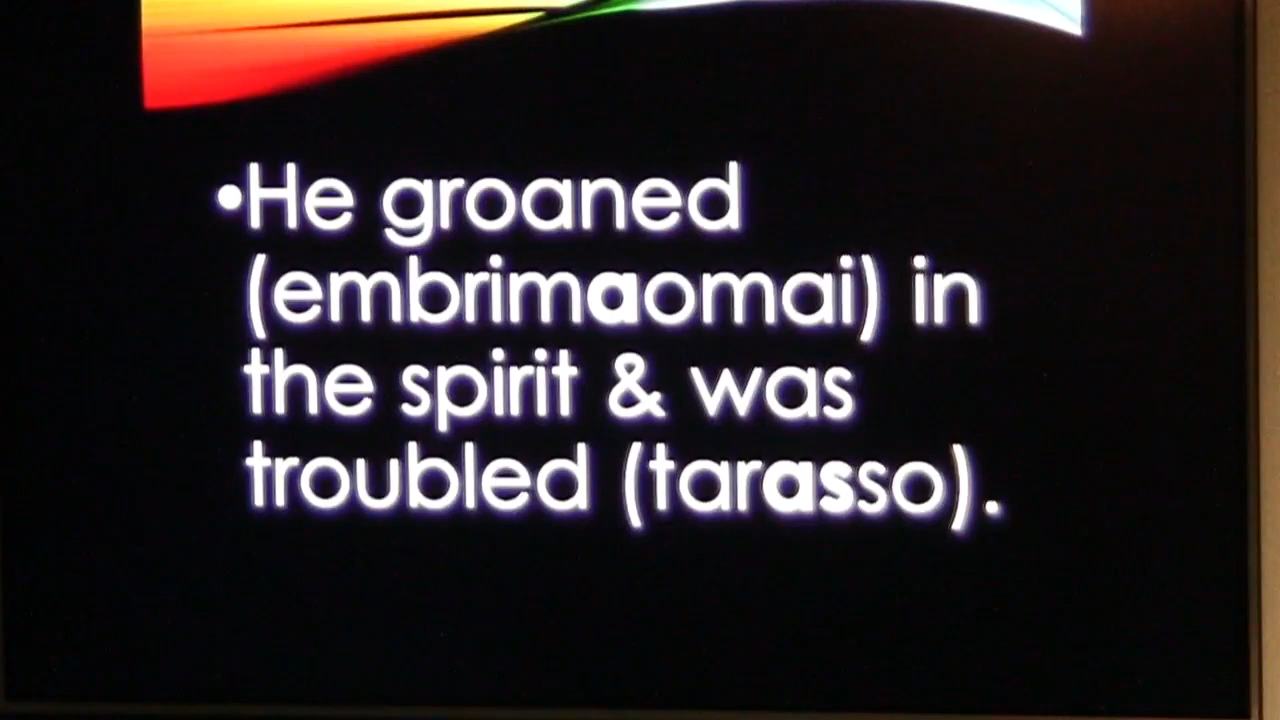 •He groaned
(embrimaomai) in
the spirit & was
troubled (tarasso).